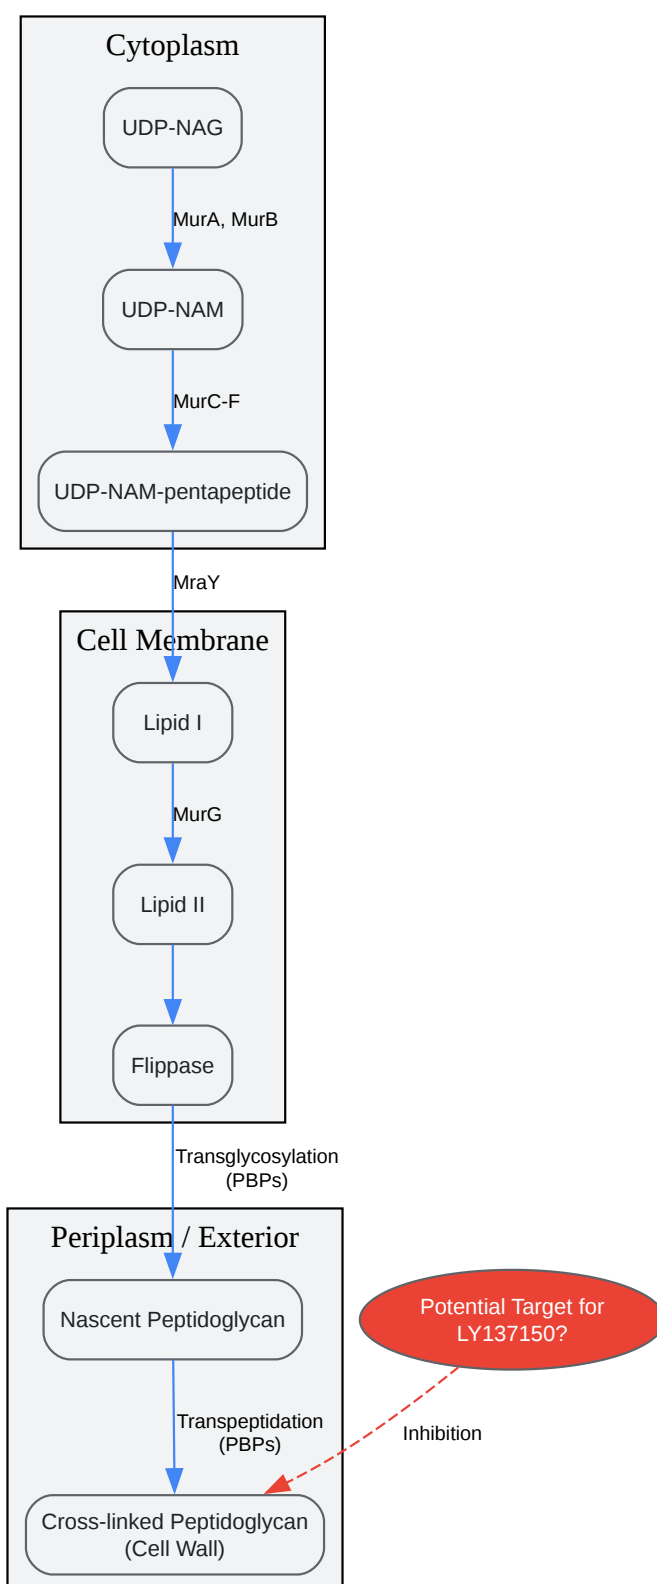 Cytoplasm
UDP-NAG
MurA, MurB
UDP-NAM
MurC-F
UDP-NAM-pentapeptide
MraY
Cell Membrane
Lipid I
MurG
Lipid II
Flippase
Transglycosylation
(PBPs)
Periplasm / Exterior
Nascent Peptidoglycan
Potential Target for
LY137150?
Transpeptidation
(PBPs)
Inhibition
Cross-linked Peptidoglycan
(Cell Wall)